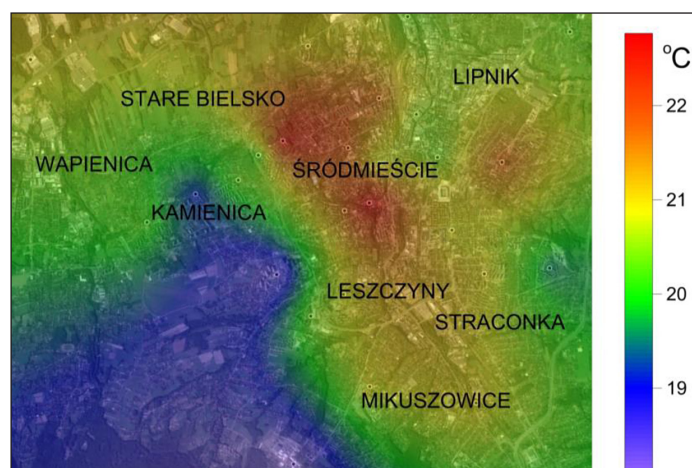 °C
LIPNIK
STARE BIELSKO
22
WAPIENICA
ŚRÓDMIEŚCIE
21
KAMIENICA
LESZCZYNY
20
STRACONKA
19
MIKUSZOWICE